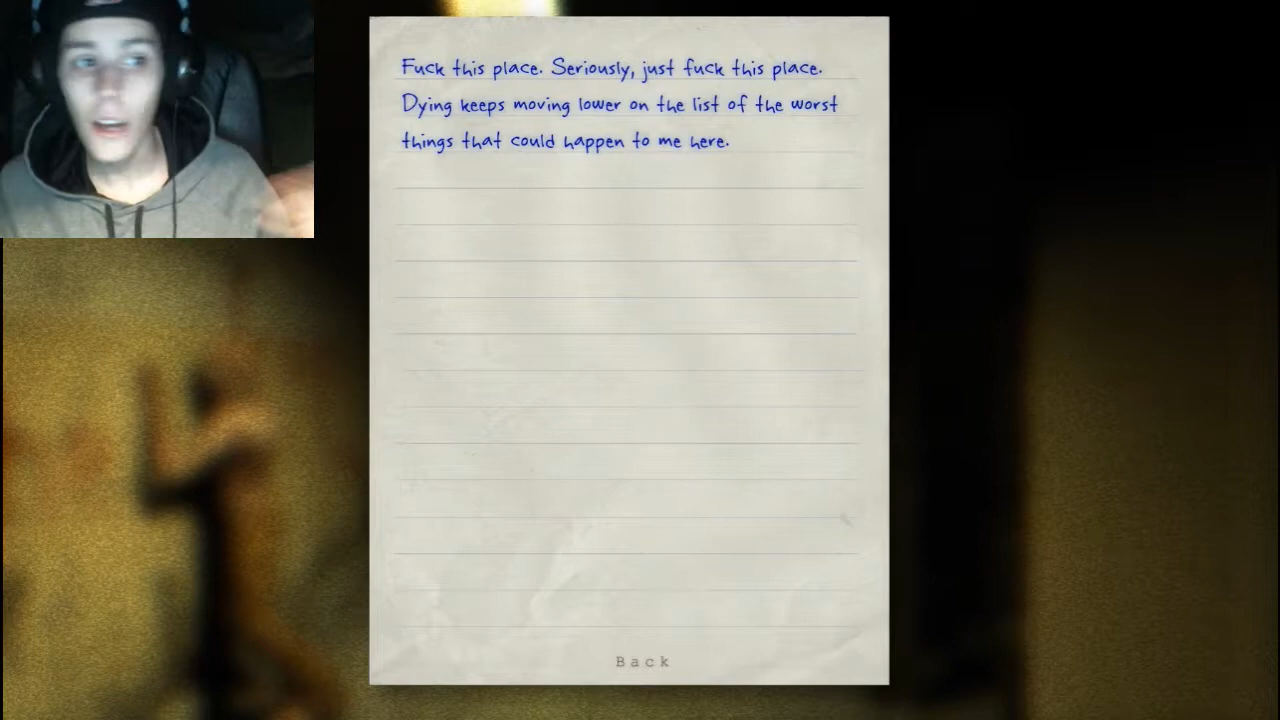 Fuck this place. Seriously, just fuck this place.
Dying keeps moving lower on the list of the worst
things that could happen to me here.
Back